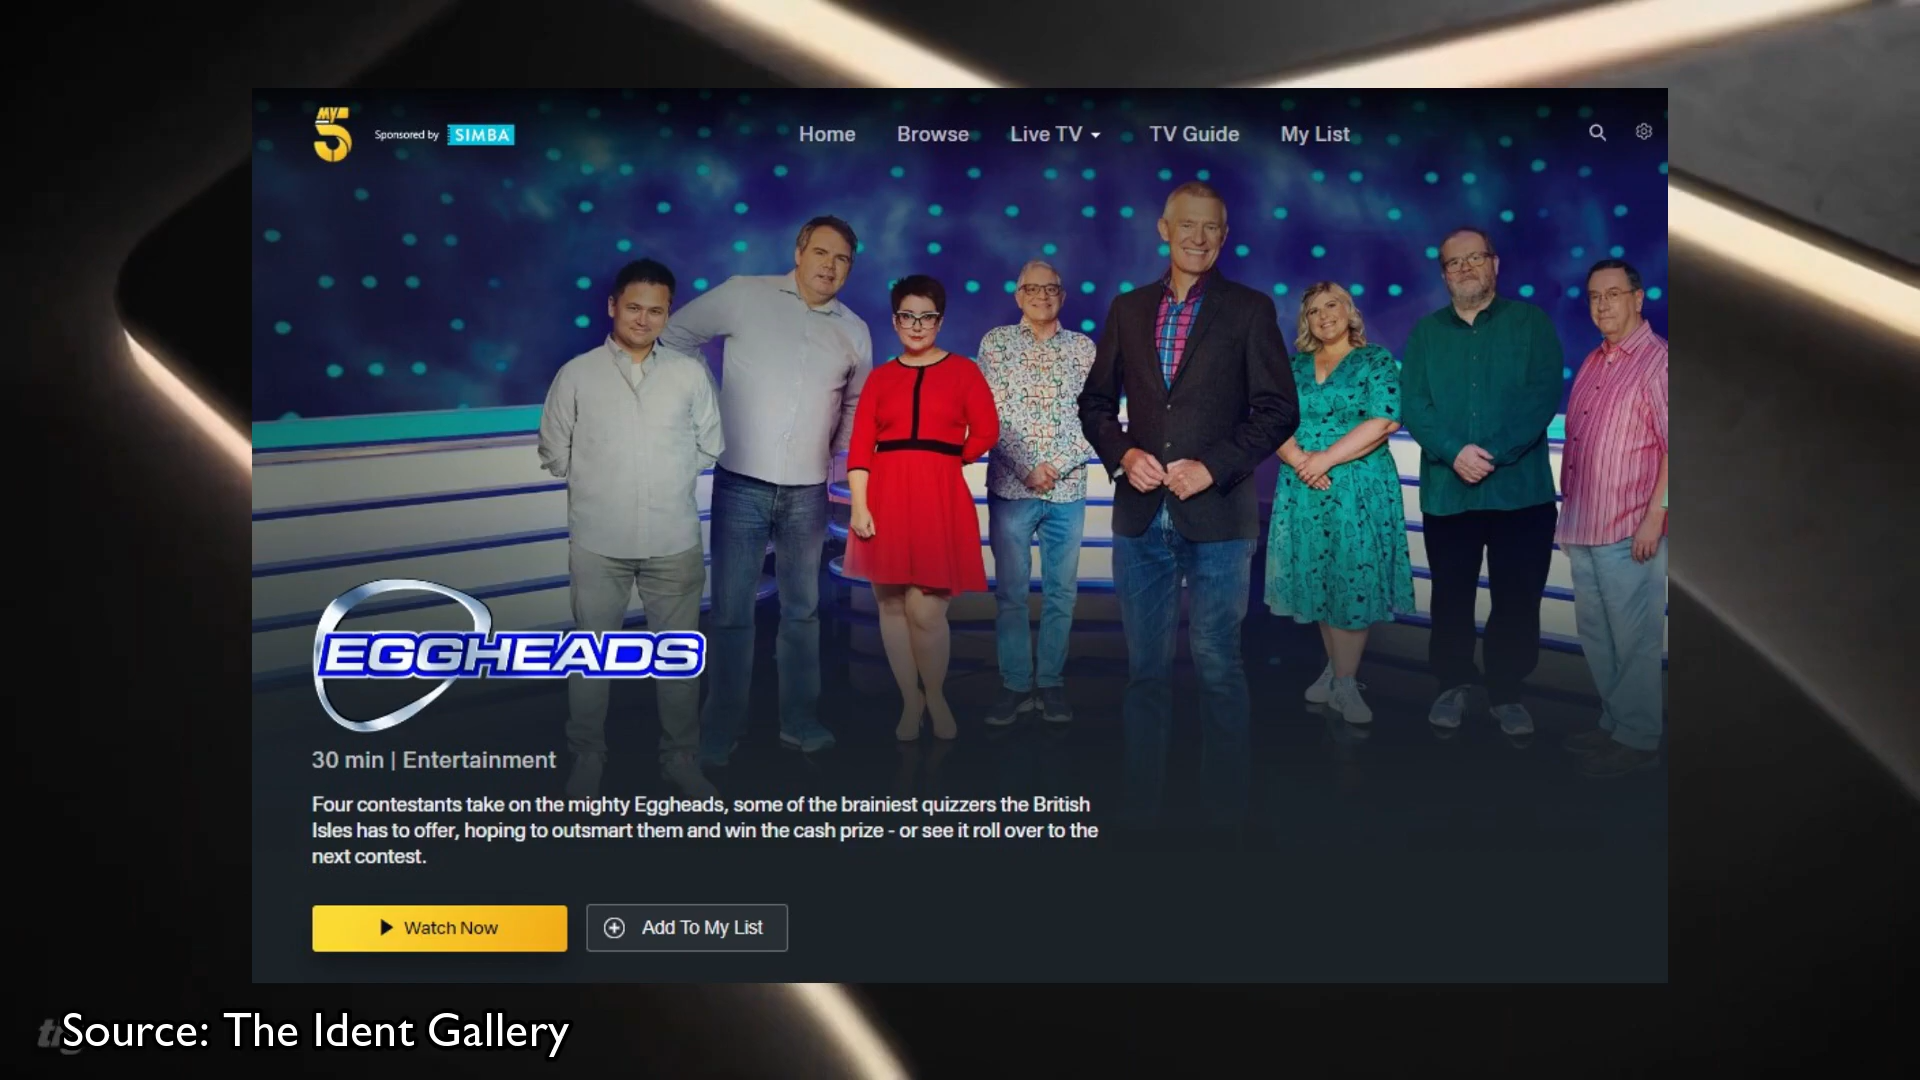 MY
5
Sponsored by SIMBA
Home
Browse
Live TV
TV Guide
My List
EGGHEADS
30 min | Entertainment
Four contestants take on the mighty Eggheads, some of the brainiest quizzers the British
Isles has to offer, hoping to outsmart them and win the cash prize - or see it roll over to the
next contest.
Watch Now
Add To My List
Source: The Ident Gallery